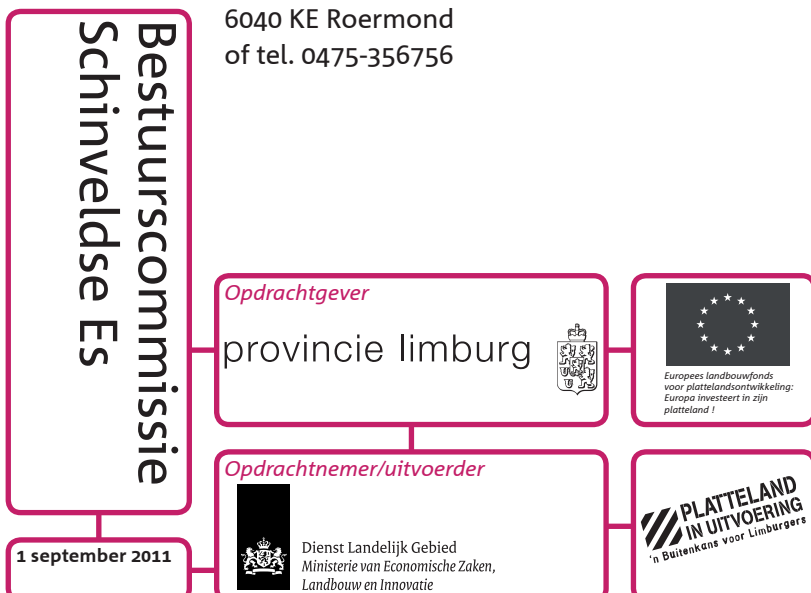 6040 KE Roermond
of tel. 0475-356756
Bestuurscommissie
Schinveldse Es
Opdrachtgever
provincie limburg
Europees landbouwfonds
voor plattelandsontwikkeling:
Europa investeert in zijn
platteland !
Opdrachtnemer/uitvoerder
Dienst Landelijk Gebied
Ministerie van Economische Zaken,
Landbouw en Innovatie
PLATTELAND
IN UITVOERING
'n Buitenkans voor Limburgers
1 september 2011